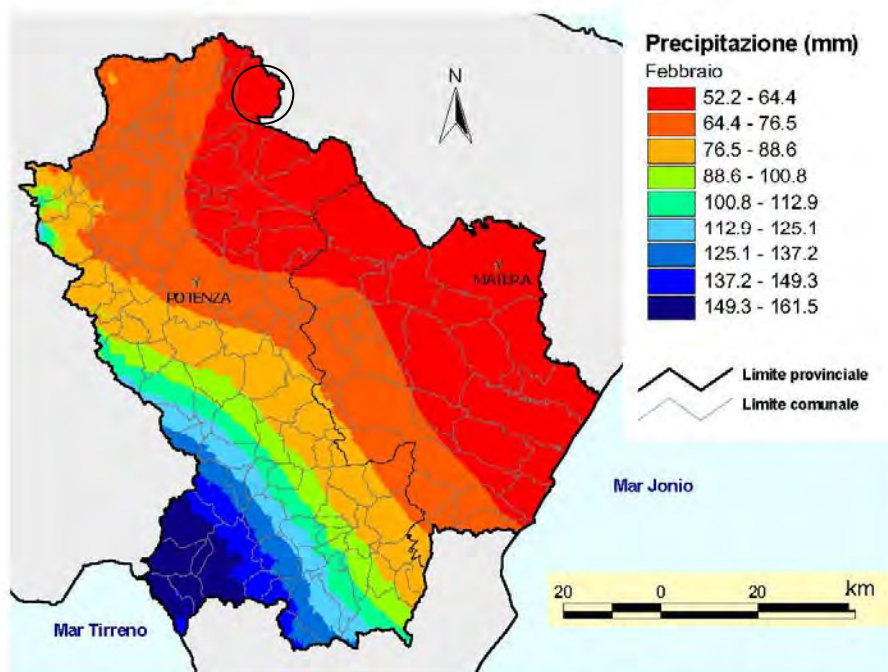 Precipitazione (mm)
Febbraio
52.2 - 64.4
64.4 - 76.5
76.5 - 88.6
88.6 - 100.8
100.8 - 112.9
112.9 - 125.1
125.1 - 137.2
137.2 - 149.3
149.3 - 161.5
Limite provinciale
Limite comunale
N
MATERA
POTENZA
Mar Jonio
Mar Tirreno
20 0 20 km